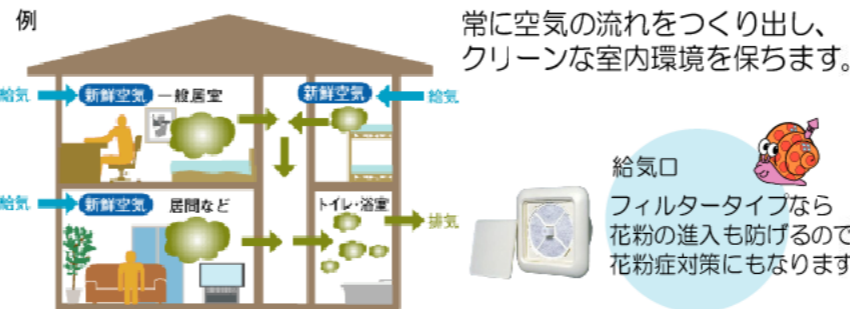 例
常に空気の流れをつくり出し、
クリーンな室内環境を保ちます。
給気 新鮮空気 一般居室
新鮮空気 給気
給気 新鮮空気 居間など
トイレ・浴室
排気
給気口
フィルタータイプなら
花粉の進入も防げるので
花粉症対策にもなります